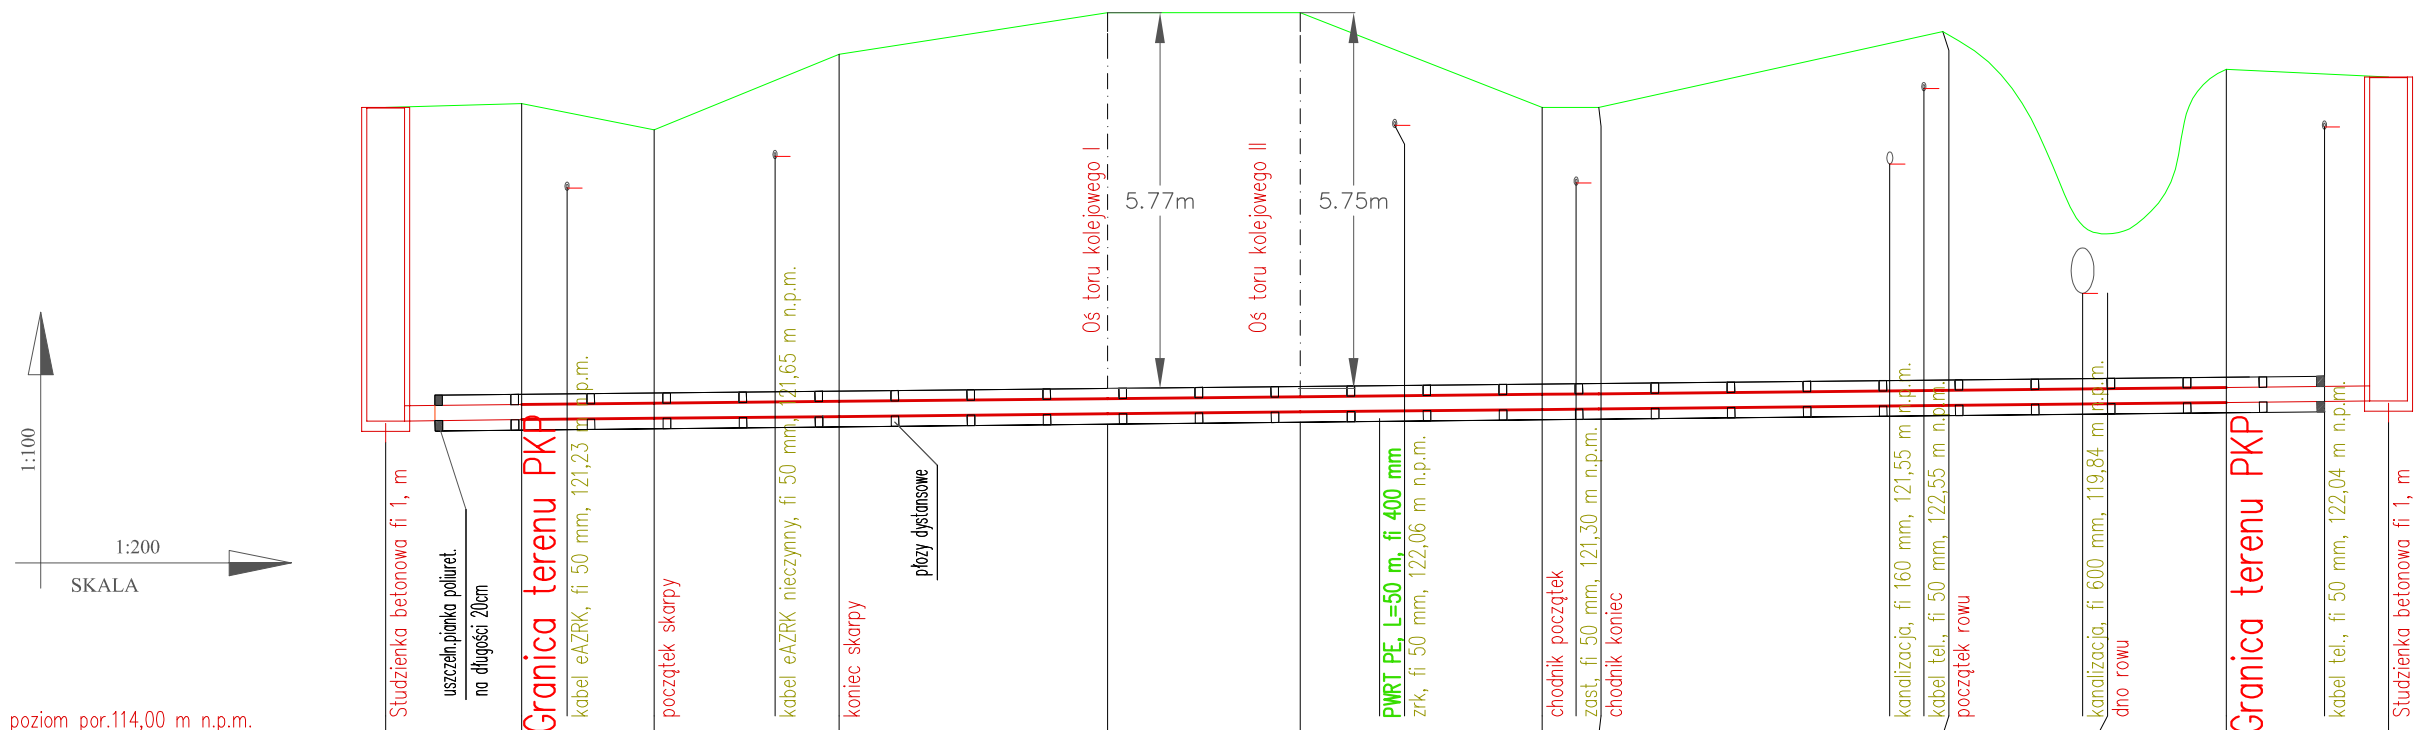 1:100
1:200
SKALA
poziom por.114,00 m n.p.m.
Studzienka betonowa fi 1, m
uszczeln.pianka poliuret.
na długości 20cm
Granica terenu PKP
kabel eAZRK, fi 50 mm, 121,23 m n.p.m.
początek skarpy
kabel eAZRK nieczynny, fi 50 mm, 121,65 m n.p.m.
koniec skarpy
płozy dystansowe
Oś toru kolejowego I
5.77m
Oś toru kolejowego II
5.75m
PWRT PE, L=50 m, fi 400 mm
zrk, fi 50 mm, 122,06 m n.p.m.
chodnik początek
zast, fi 50 mm, 121,30 m n.p.m.
chodnik koniec
kanalizacja, fi 160 mm, 121,55 m n.p.m.
kabel tel., fi 50 mm, 122,55 m n.p.m.
początek rowu
kanalizacja, fi 600 mm, 119,84 m n.p.m.
dno rowu
Granica terenu PKP
kabel tel., fi 50 mm, 122,04 m n.p.m.
Studzienka betonowa fi 1, m